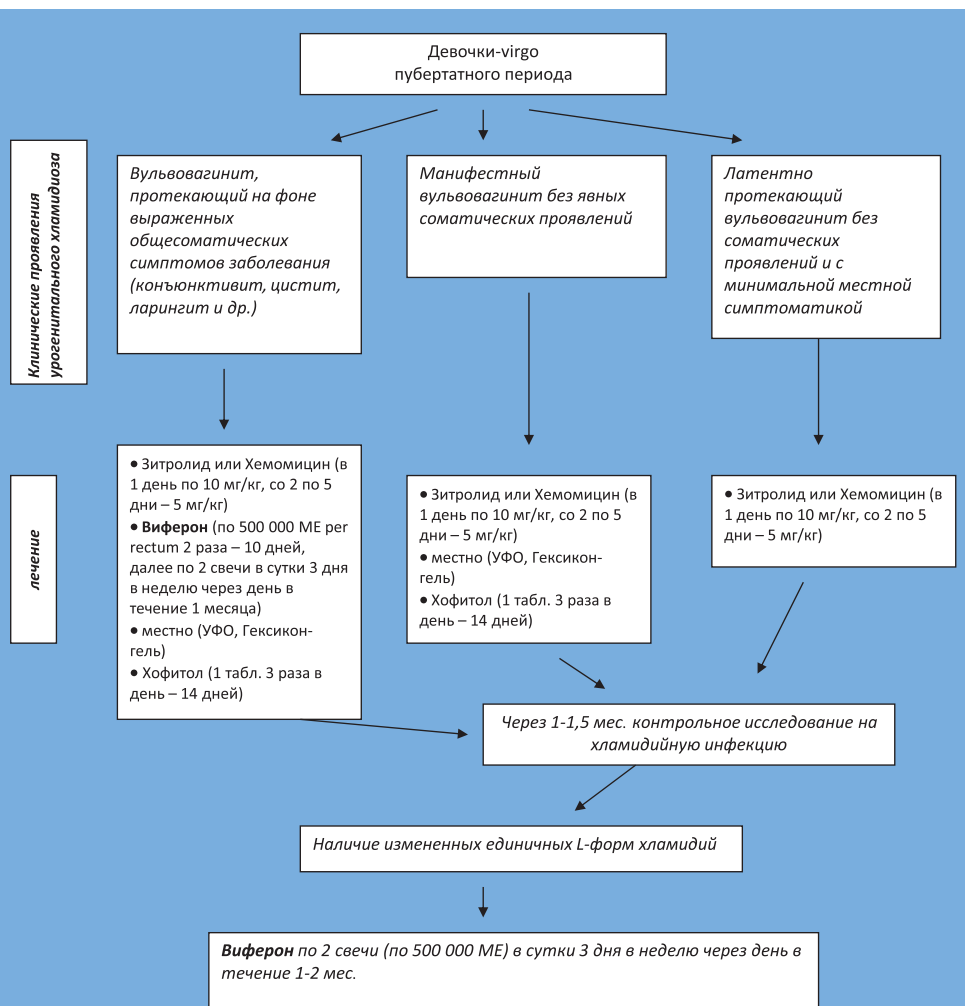 Девочки-virgo
пубертатного периода
Клинические проявления
урогенитального хламидиоза
Вульвовагинит,
протекающий на фоне
выраженных
общесоматических
симптомов заболевания
(конъюнктивит, цистит,
ларингит и др.)
Манифестный
вульвовагинит без явных
соматических проявлений
Латентно
протекающий
вульвовагинит без
соматических
проявлений и с
минимальной местной
симптоматикой
лечение
• Зитролид или Хемомицин (в
1 день по 10 мг/кг, со 2 по 5
дни – 5 мг/кг)
• Виферон (по 500 000 МЕ per
rectum 2 раза – 10 дней,
далее по 2 свечи в сутки 3 дня
в неделю через день в
течение 1 месяца)
• местно (УФО, Гексикон-
гель)
• Хофитол (1 табл. 3 раза в
день – 14 дней)
• Зитролид или Хемомицин (в
1 день по 10 мг/кг, со 2 по 5
дни – 5 мг/кг)
• местно (УФО, Гексикон-
гель)
• Хофитол (1 табл. 3 раза в
день – 14 дней)
• Зитролид или Хемомицин (в
1 день по 10 мг/кг, со 2 по 5
дни – 5 мг/кг)
Через 1-1,5 мес. контрольное исследование на
хламидийную инфекцию
Наличие измененных единичных L-форм хламидий
Виферон по 2 свечи (по 500 000 МЕ) в сутки 3 дня в неделю через день в
течение 1-2 мес.